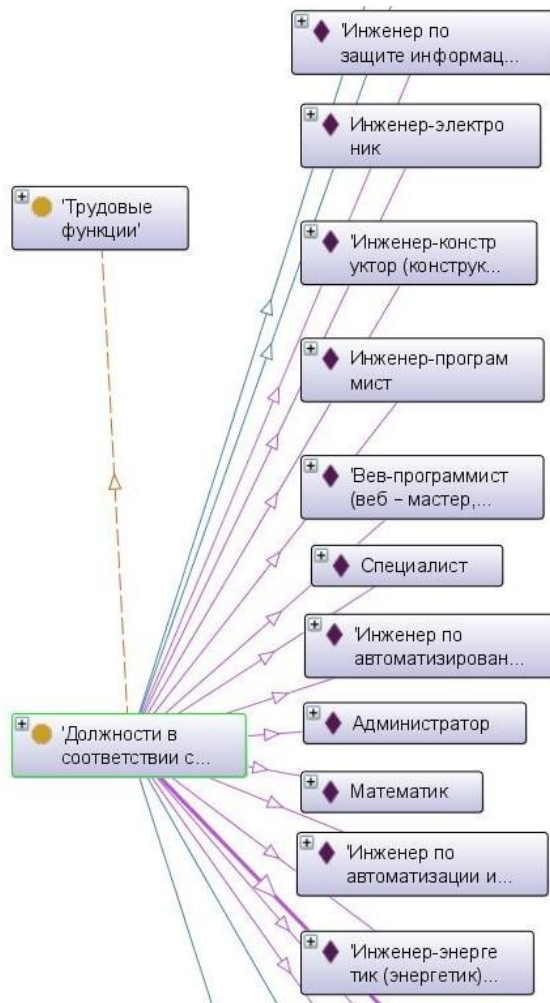 'Инженер по
защите информац...
Инженер-электро
ник
'Трудовые
функции'
'Инженер-констр
уктор (конструк...
Инженер-програм
мист
'Вев-программист
(веб – мастер,...
Специалист
'Инженер по
автоматизирован...
Администратор
'Должности в
соответствии с...
Математик
'Инженер по
автоматизации и...
'Инженер-энерге
тик (энергетик)...